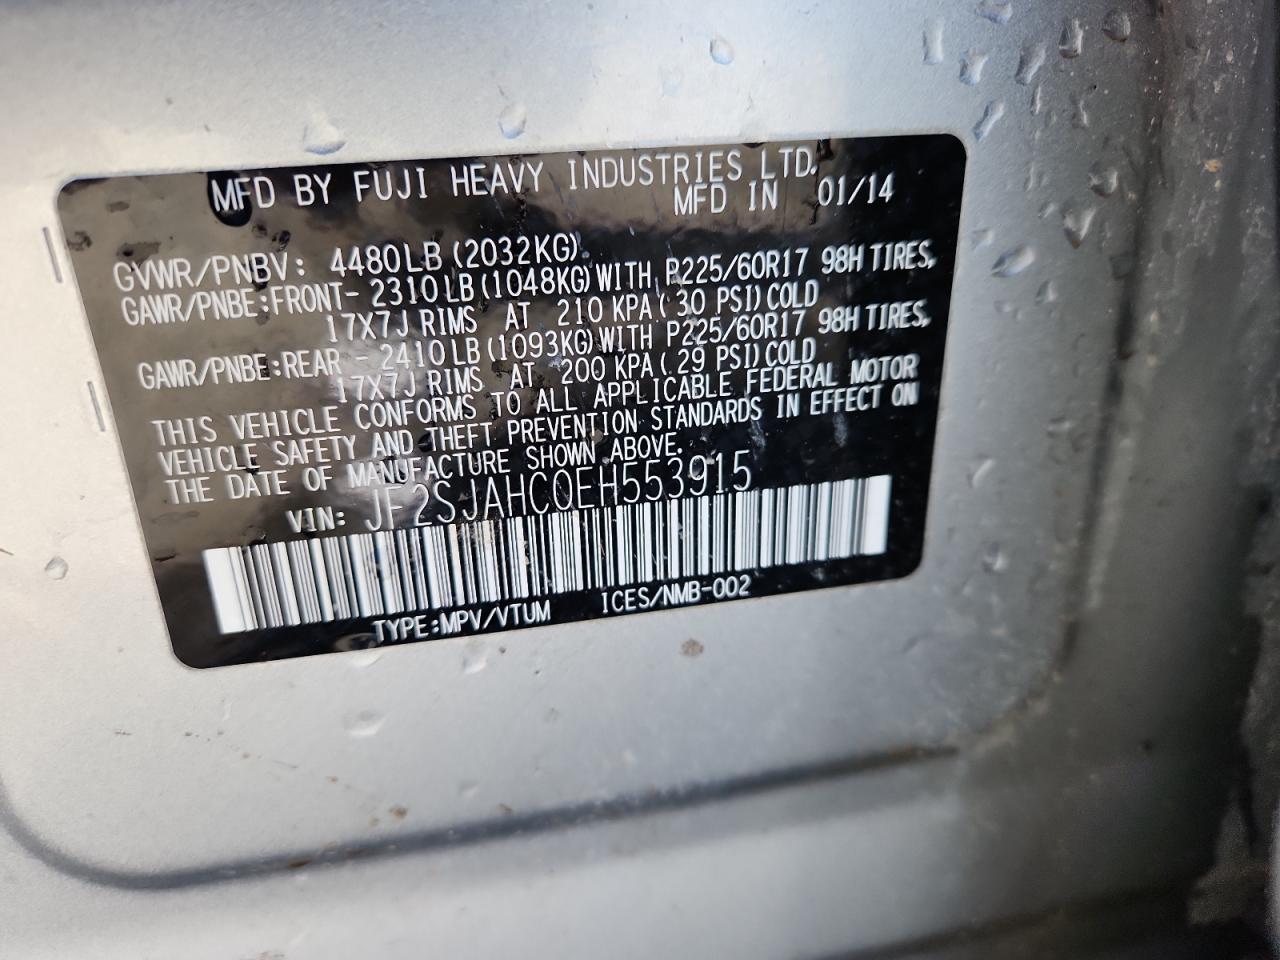 MFD BY FUJI HEAVY INDUSTRIES LTD.
MFD IN 01/14
GVWR/PNBV: 4480LB (2032KG)
GAWR/PNBE:FRONT- 2310LB(1048KG)WITH P225/60R17 98H TIRES,
17X7J RIMS AT 210 KPA( 30 PSI)COLD
GAWR/PNBE:REAR - 2410LB(1093KG)WITH P225/60R17 98H TIRES,
17X7J RIMS AT 200 KPA( 29 PSI)COLD
THIS VEHICLE CONFORMS TO ALL APPLICABLE FEDERAL MOTOR
VEHICLE SAFETY AND THEFT PREVENTION STANDARDS IN EFFECT ON
THE DATE OF MANUFACTURE SHOWN ABOVE.
VIN: JF2SJAHC0EH553915
TYPE:MPV/VTUM ICES/NMB-002